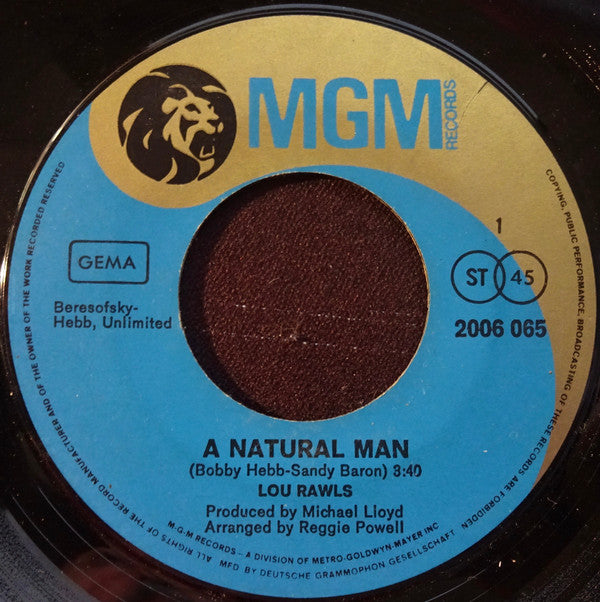 MGM
RECORDS
1
GEMA
ST 45
Beresofsky-
Hebb, Unlimited
2006 065
A NATURAL MAN
(Bobby Hebb-Sandy Baron) 3:40
LOU RAWLS
Produced by Michael Lloyd
Arranged by Reggie Powell
M·G·M RECORDS – A DIVISION OF METRO-GOLDWYN-MAYER INC
MFD BY DEUTSCHE GRAMMOPHON GESELLSCHAFT
ALL RIGHTS OF THE RECORD MANUFACTURER AND OF THE OWNER OF THE WORK RECORDED RESERVED
COPYING, PUBLIC PERFORMANCE, BROADCASTING OF THESE RECORDS ARE FORBIDDEN